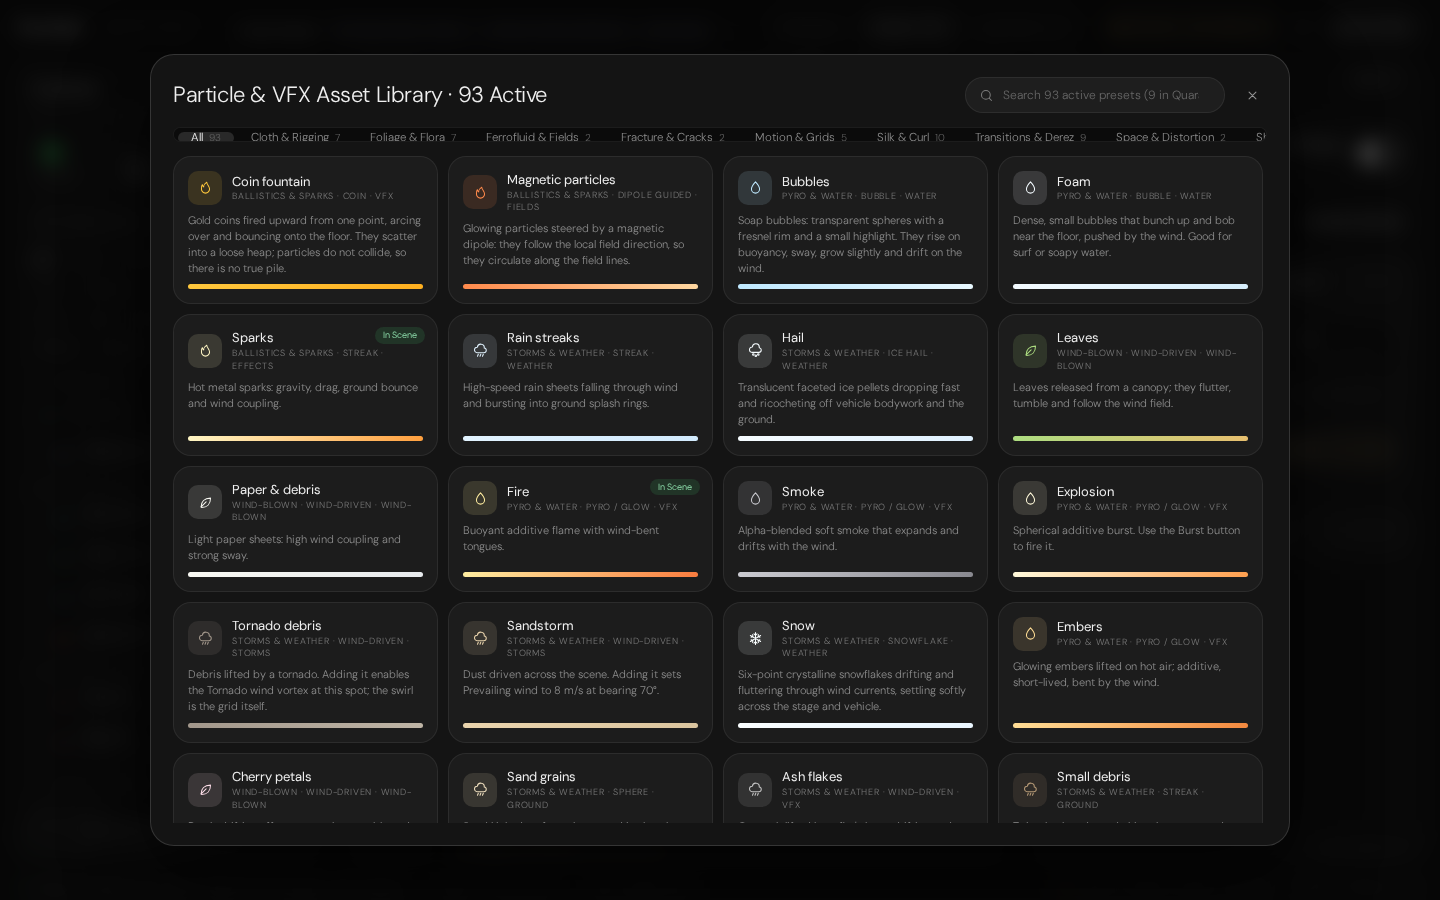 Particle & VFX Asset Library · 93 Active
Search 93 active presets (9 in Quar
All 93
Cloth & Rigging 7
Foliage & Flora 7
Ferrofluid & Fields 2
Fracture & Cracks 2
Motion & Grids 5
Silk & Curl 10
Transitions & Derez 9
Space & Distortion 2
Coin fountain
BALLISTICS & SPARKS · COIN · VFX
Gold coins fired upward from one point, arcing
over and bouncing onto the floor. They scatter
into a loose heap; particles do not collide, so
there is no true pile.
Magnetic particles
BALLISTICS & SPARKS · DIPOLE GUIDED ·
FIELDS
Glowing particles steered by a magnetic
dipole: they follow the local field direction, so
they circulate along the field lines.
Bubbles
PYRO & WATER · BUBBLE · WATER
Soap bubbles: transparent spheres with a
fresnel rim and a small highlight. They rise on
buoyancy, sway, grow slightly and drift on the
wind.
Foam
PYRO & WATER · BUBBLE · WATER
Dense, small bubbles that bunch up and bob
near the floor, pushed by the wind. Good for
surf or soapy water.
Sparks
In Scene
BALLISTICS & SPARKS · STREAK ·
EFFECTS
Hot metal sparks: gravity, drag, ground bounce
and wind coupling.
Rain streaks
STORMS & WEATHER · STREAK ·
WEATHER
High-speed rain sheets falling through wind
and bursting into ground splash rings.
Hail
STORMS & WEATHER · ICE HAIL ·
WEATHER
Translucent faceted ice pellets dropping fast
and ricocheting off vehicle bodywork and the
ground.
Leaves
WIND-BLOWN · WIND-DRIVEN · WIND-
BLOWN
Leaves released from a canopy; they flutter,
tumble and follow the wind field.
Paper & debris
WIND-BLOWN · WIND-DRIVEN · WIND-
BLOWN
Light paper sheets: high wind coupling and
strong sway.
Fire
In Scene
PYRO & WATER · PYRO / GLOW · VFX
Buoyant additive flame with wind-bent
tongues.
Smoke
PYRO & WATER · PYRO / GLOW · VFX
Alpha-blended soft smoke that expands and
drifts with the wind.
Explosion
PYRO & WATER · PYRO / GLOW · VFX
Spherical additive burst. Use the Burst button
to fire it.
Tornado debris
STORMS & WEATHER · WIND-DRIVEN ·
STORMS
Debris lifted by a tornado. Adding it enables
the Tornado wind vortex at this spot; the swirl
is the grid itself.
Sandstorm
STORMS & WEATHER · WIND-DRIVEN ·
STORMS
Dust driven across the scene. Adding it sets
Prevailing wind to 8 m/s at bearing 70°.
Snow
STORMS & WEATHER · SNOWFLAKE ·
WEATHER
Six-point crystalline snowflakes drifting and
fluttering through wind currents, settling softly
across the stage and vehicle.
Embers
PYRO & WATER · PYRO / GLOW · VFX
Glowing embers lifted on hot air; additive,
short-lived, bent by the wind.
Cherry petals
WIND-BLOWN · WIND-DRIVEN · WIND-
BLOWN
Sand grains
STORMS & WEATHER · SPHERE ·
GROUND
Ash flakes
STORMS & WEATHER · WIND-DRIVEN ·
VFX
Small debris
STORMS & WEATHER · STREAK ·
GROUND